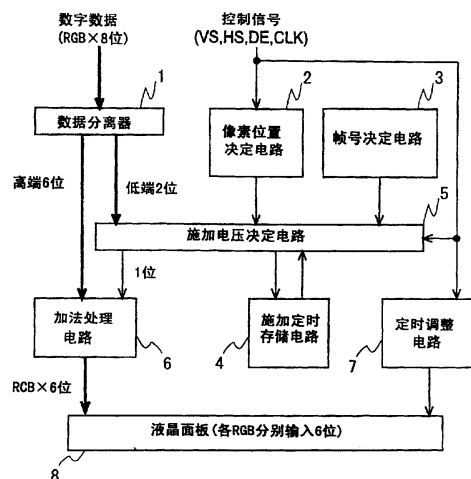 数字数据
(RGB×8位)
控制信号
(VS,HS,DE,CLK)
1
2
3
数据分离器
像素位置
决定电路
帧号决定电路
高端6位
低端2位
5
施加电压决定电路
1位
加法处理
电路
施加定时
存储电路
定时调整
电路
6
4
7
RCB×6位
液晶面板(各RGB分别输入6位)
8